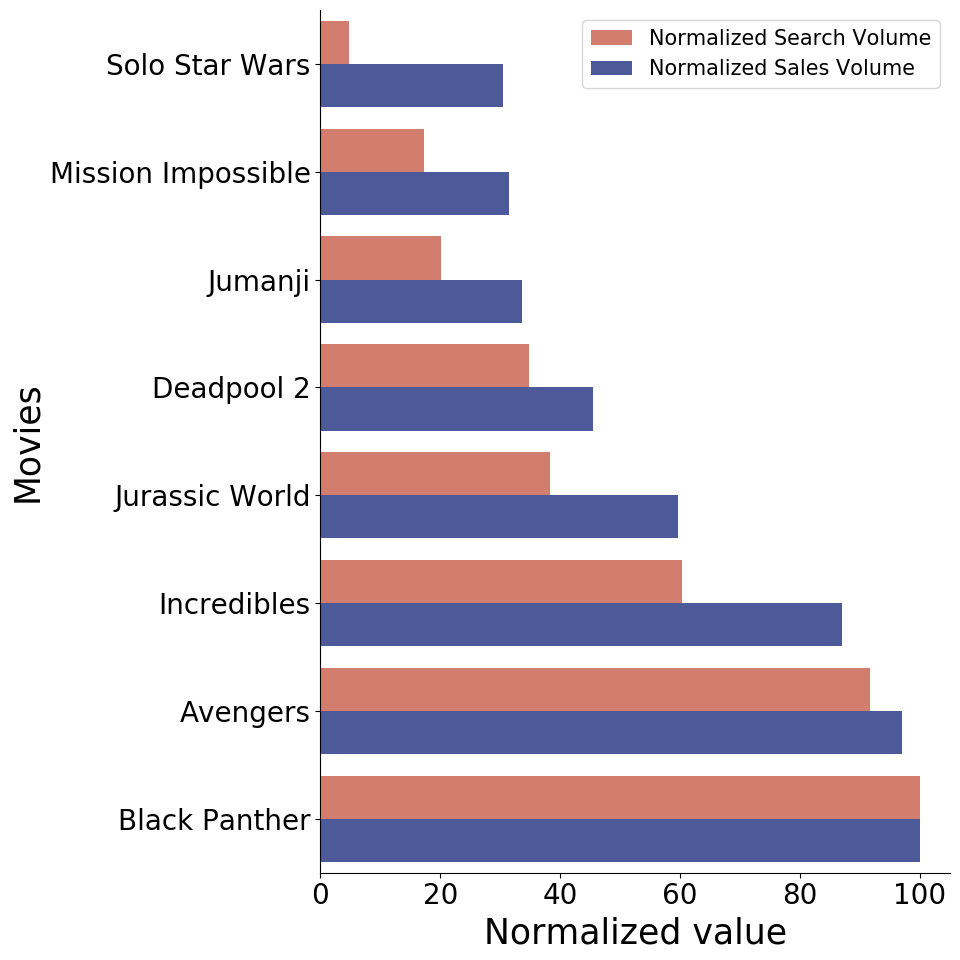 Normalized Search Volume
Normalized Sales Volume
Solo Star Wars
Mission Impossible
Jumanji
Deadpool 2
Jurassic World
Incredibles
Avengers
Black Panther
Movies
0 20 40 60 80 100
Normalized value